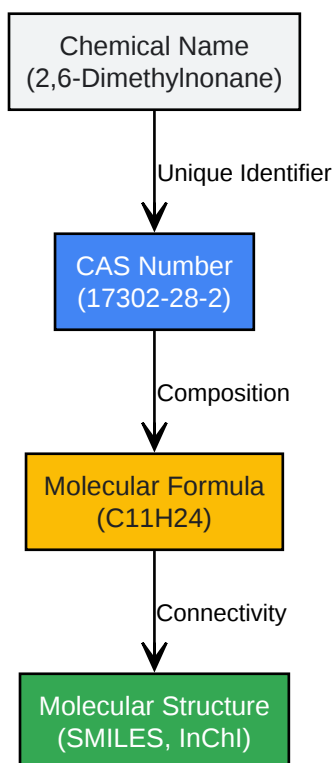 Chemical Name
(2,6-Dimethylnonane)
Unique Identifier
CAS Number
(17302-28-2)
Composition
Molecular Formula
(C11H24)
Connectivity
Molecular Structure
(SMILES, InChI)